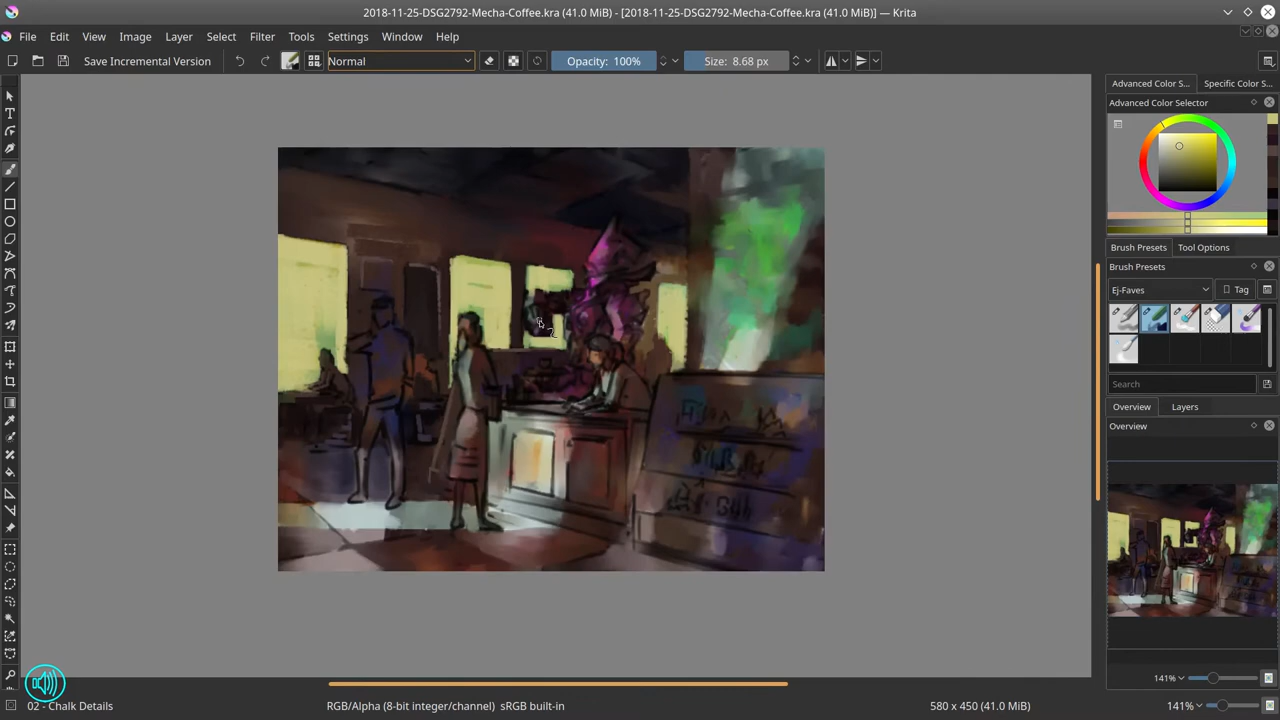 2018-11-25-DSG2792-Mecha-Coffee.kra (41.0 MiB) - [2018-11-25-DSG2792-Mecha-Coffee.kra (41.0 MiB)] — Krita
File Edit View Image Layer Select Filter Tools Settings Window Help
Save Incremental Version Normal Opacity: 100% Size: 8.68 px
Advanced Color S... Specific Color S...
Advanced Color Selector
Brush Presets Tool Options
Brush Presets
Ej-Faves Tag
Search
Overview Layers
Overview
141%
02 - Chalk Details RGB/Alpha (8-bit integer/channel) sRGB built-in 580 x 450 (41.0 MiB) 141%